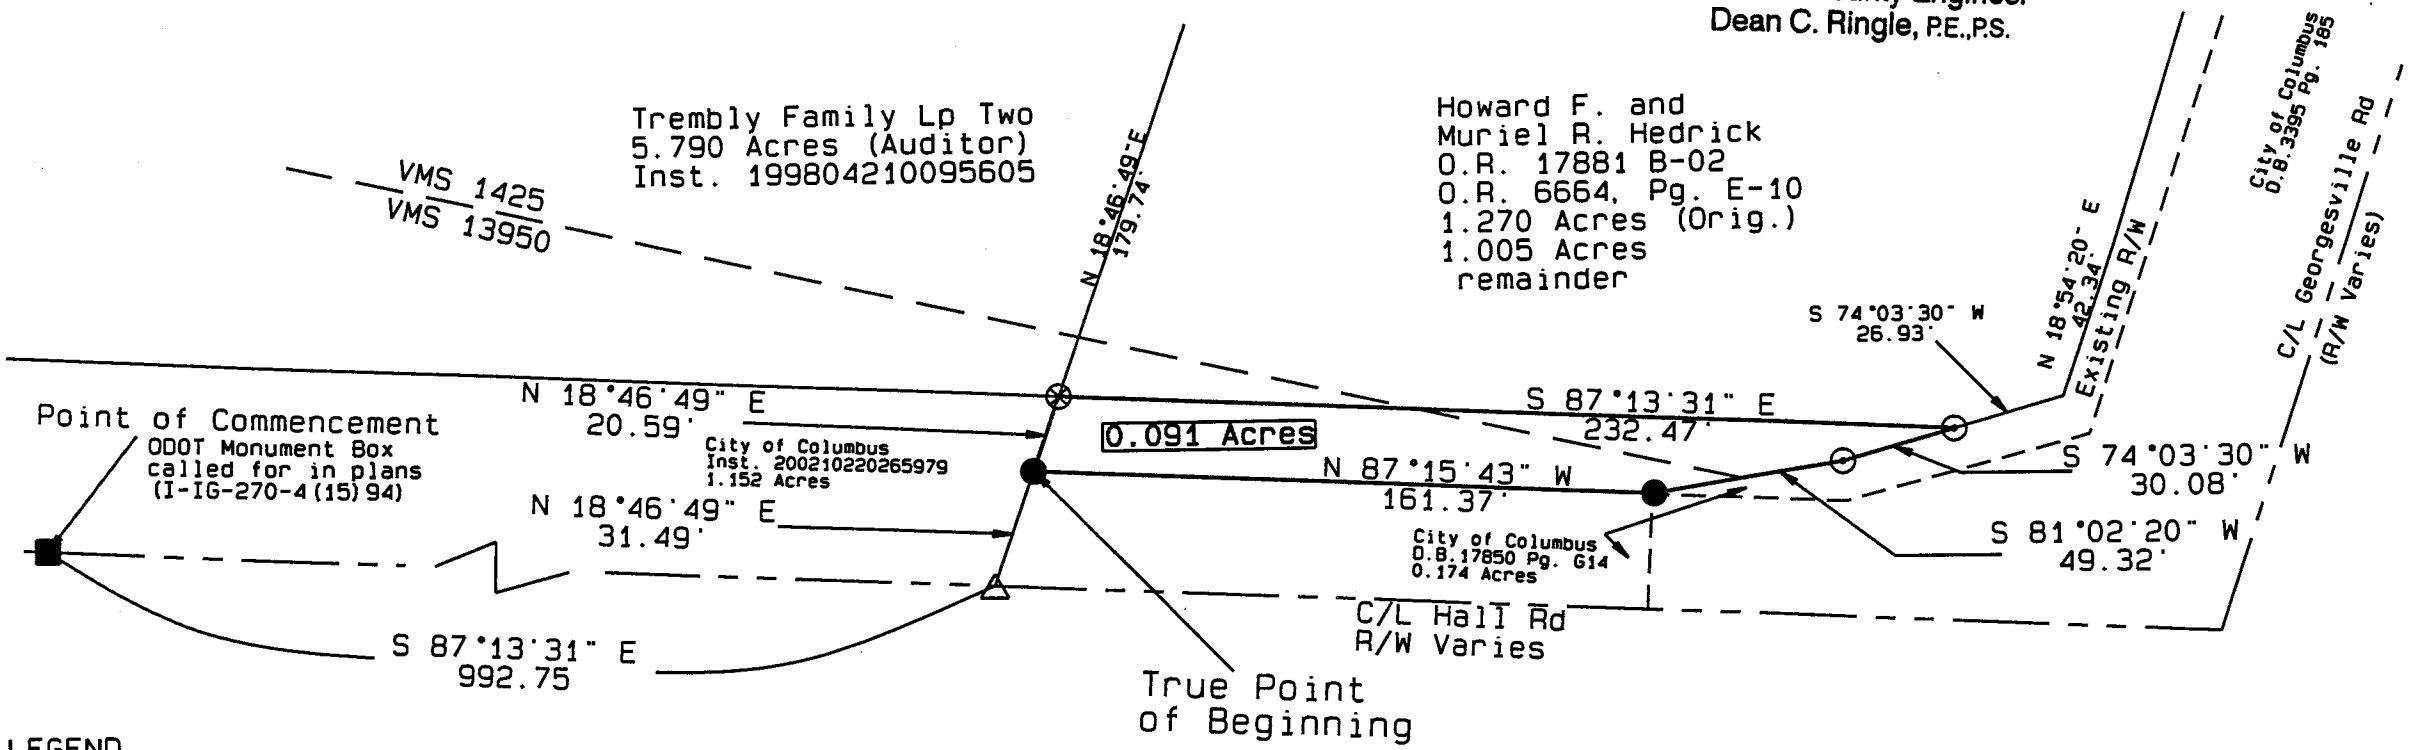 Dean C. Ringle, P.E.,P.S.
City of Columbus
D.B.3395 Pg. 185
Trembly Family Lp Two
5.790 Acres (Auditor)
Inst. 199804210095605
Howard F. and
Muriel R. Hedrick
O.R. 17881 B-02
O.R. 6664, Pg. E-10
1.270 Acres (Orig.)
1.005 Acres
remainder
VMS 1425
VMS 13950
N 18°46'49" E
179.74'
C/L Georgesville Rd
(R/W Varies)
N 18°54'20" E
42.34'
Existing R/W
S 74°03'30" W
26.93'
N 18°46'49" E
20.59'
S 87°13'31" E
232.47'
0.091 Acres
Point of Commencement
ODOT Monument Box
called for in plans
(I-IG-270-4(15)94)
City of Columbus
Inst. 200210220265979
1.152 Acres
N 87°15'43" W
161.37'
S 74°03'30" W
30.08'
N 18°46'49" E
31.49'
City of Columbus
D.B.17850 Pg. G14
0.174 Acres
S 81°02'20" W
49.32'
C/L Hall Rd
R/W Varies
S 87°13'31" E
992.75
True Point
of Beginning
LEGEND